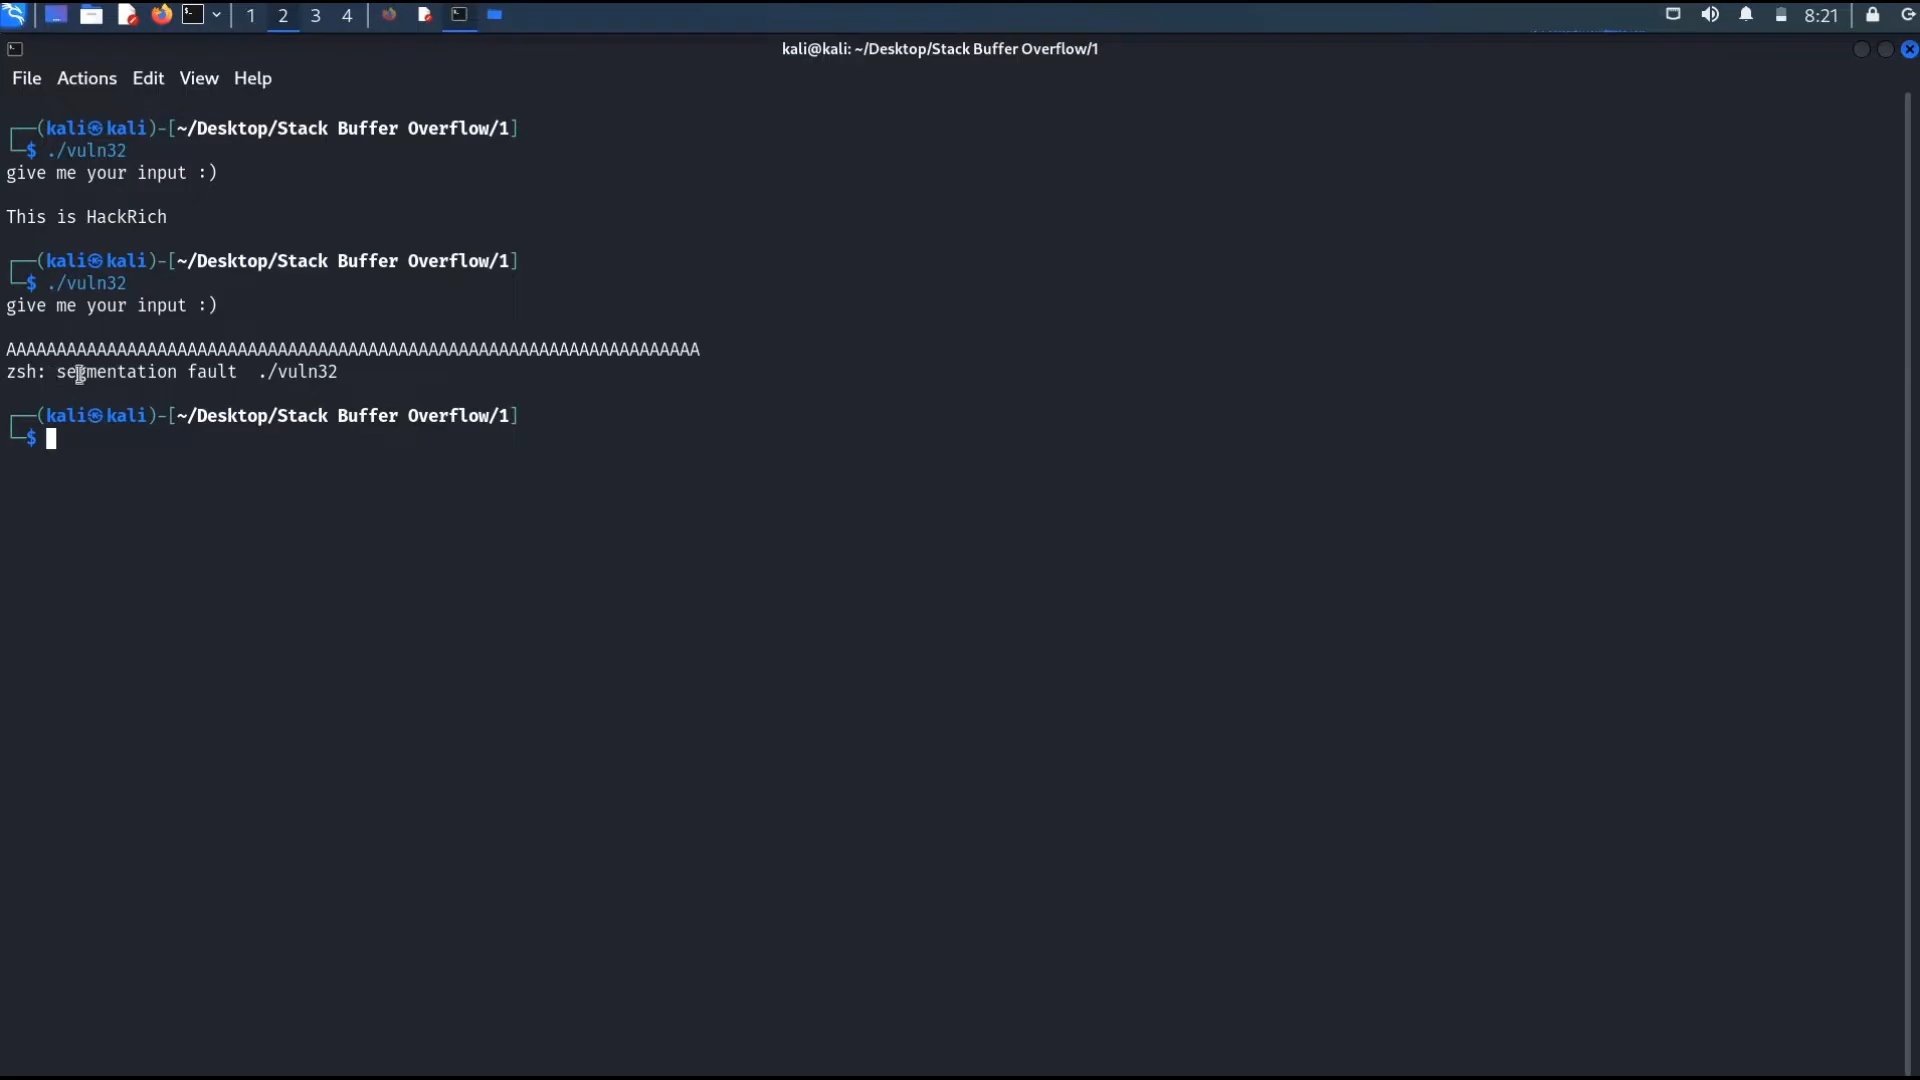 1 2 3 4 8:21
kali@kali: ~/Desktop/Stack Buffer Overflow/1
File Actions Edit View Help
┌──(kali㉿kali)-[~/Desktop/Stack Buffer Overflow/1]
└─$ ./vuln32
give me your input :)
This is HackRich
┌──(kali㉿kali)-[~/Desktop/Stack Buffer Overflow/1]
└─$ ./vuln32
give me your input :)
AAAAAAAAAAAAAAAAAAAAAAAAAAAAAAAAAAAAAAAAAAAAAAAAAAAAAAAAAAAAAAAAAAAAA
zsh: segmentation fault  ./vuln32
┌──(kali㉿kali)-[~/Desktop/Stack Buffer Overflow/1]
└─$